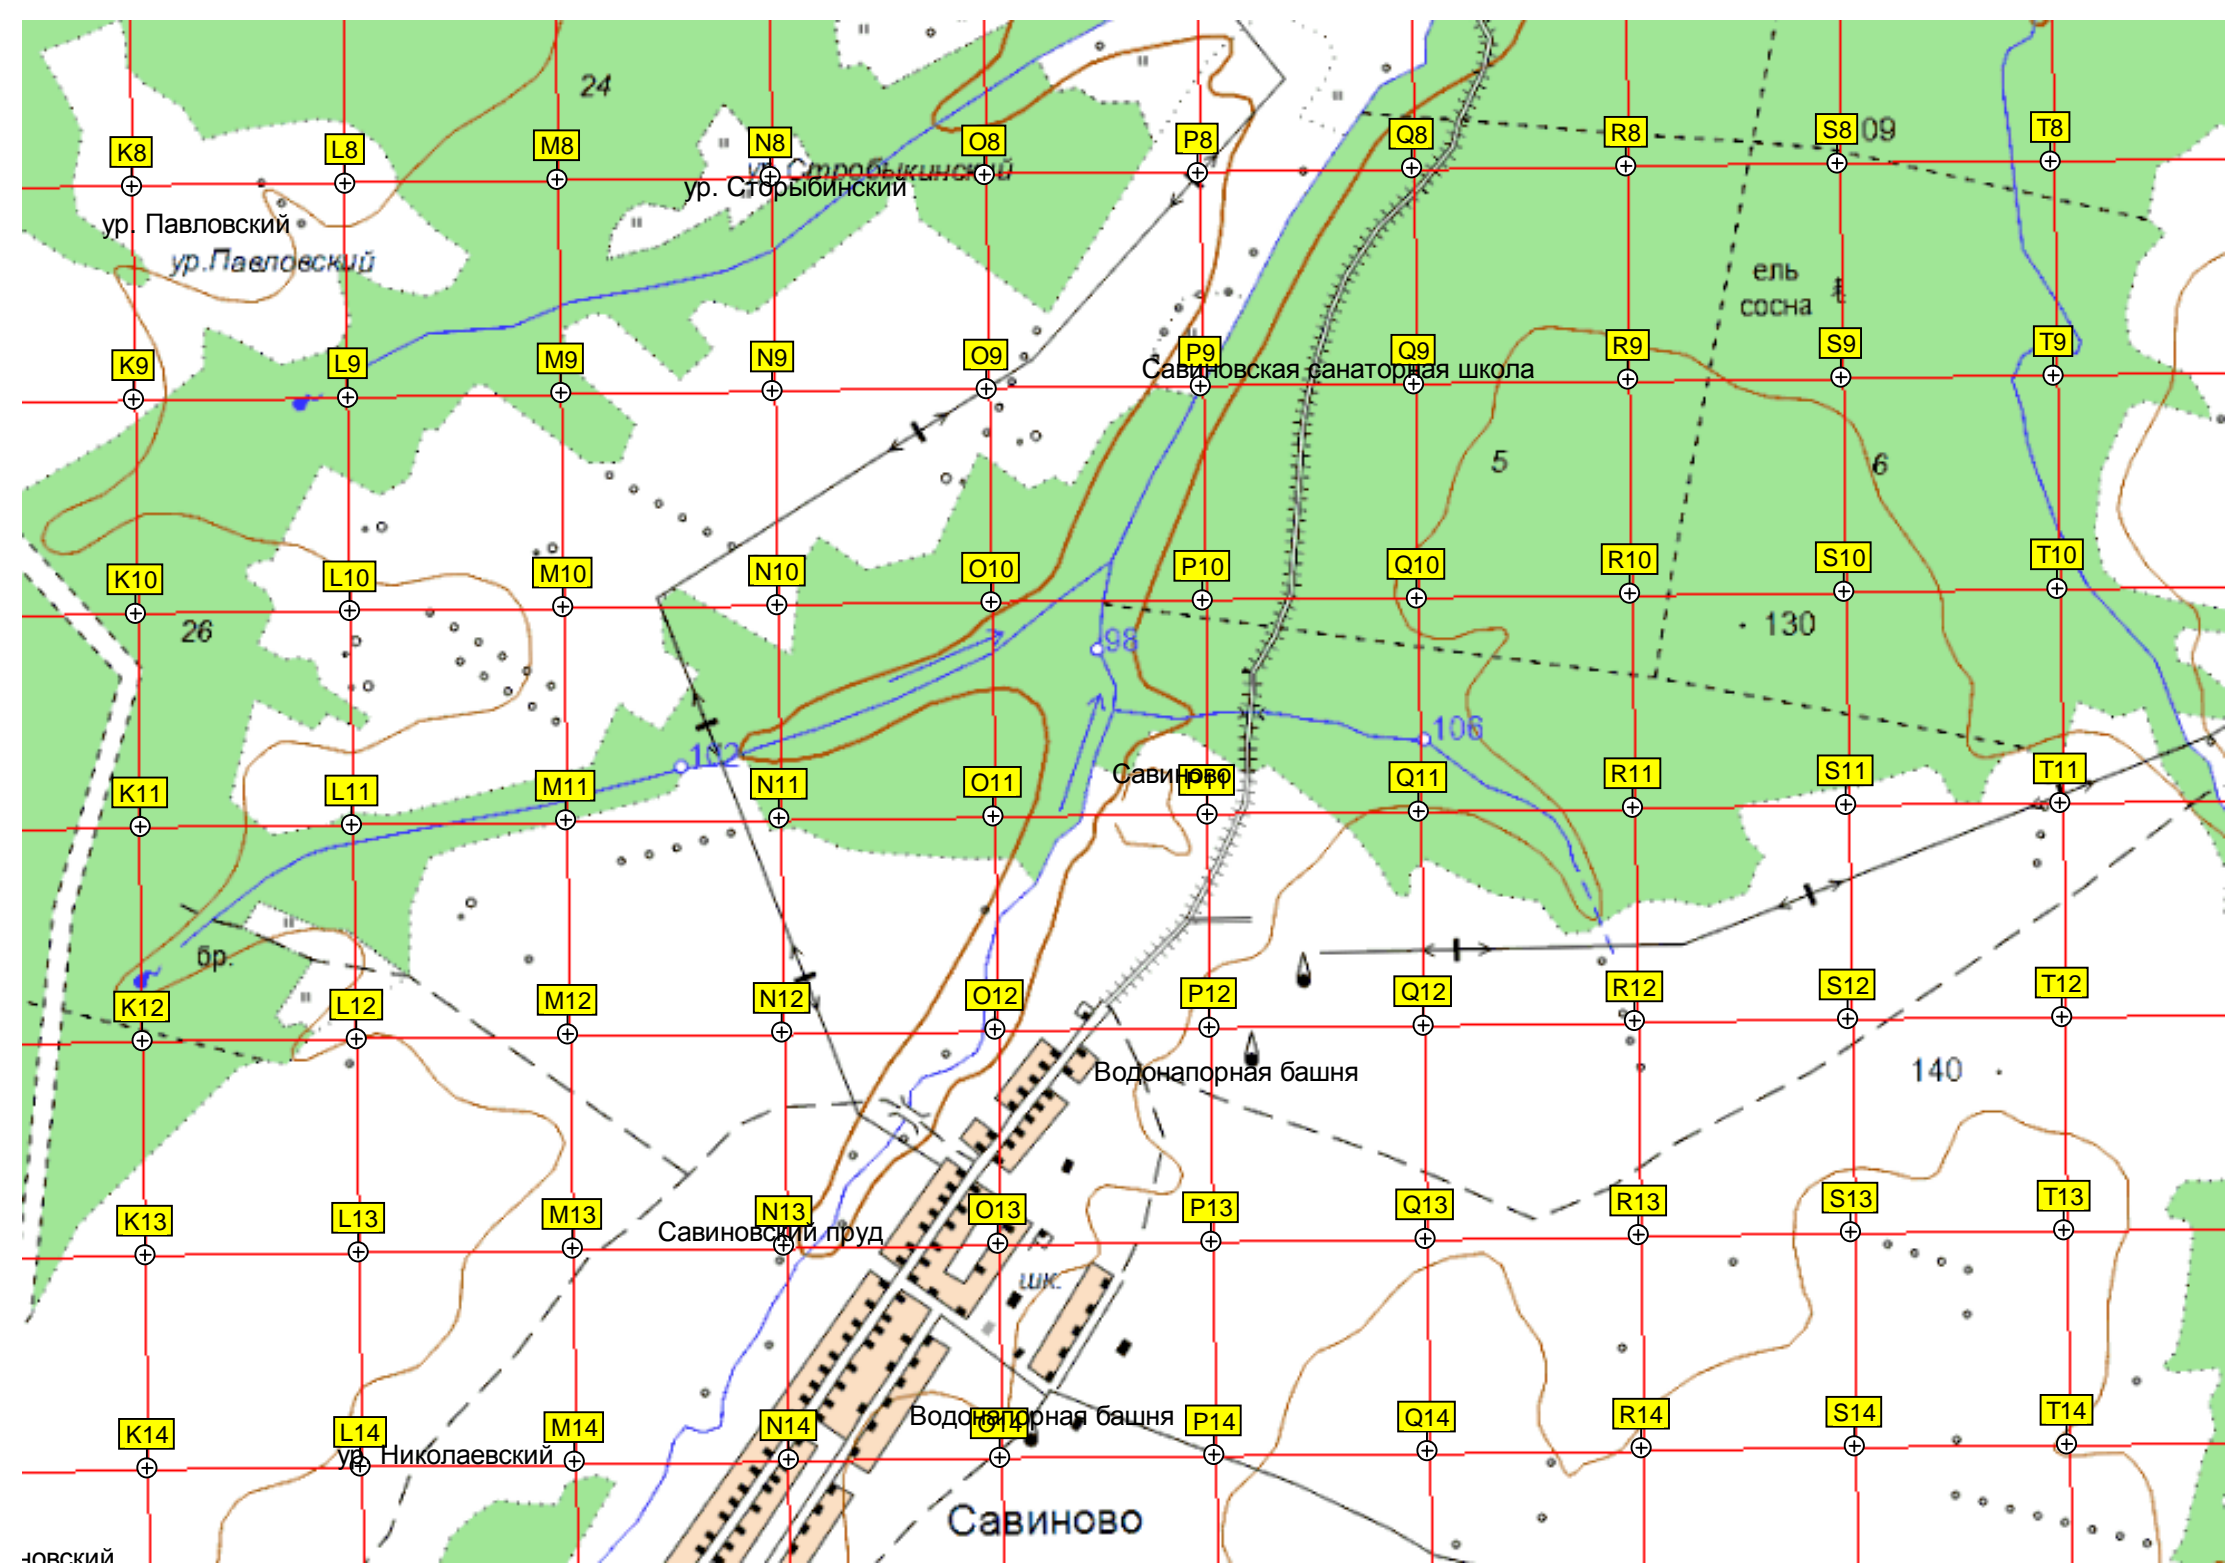 24
K8
L8
M8
N8
O8
P8
Q8
R8
S8
09
T8
ур. Стробыкинский
ур. Сторыбинский
ур. Павловский
ур.Павловский
ель
сосна
K9
L9
M9
N9
O9
P9
Q9
R9
S9
T9
Савиновская санаторная школа
5
6
K10
L10
M10
N10
O10
P10
Q10
R10
S10
T10
26
98
130
102
106
K11
L11
M11
N11
O11
Савиново
P11
Q11
R11
S11
T11
бр.
K12
L12
M12
N12
O12
P12
Q12
R12
S12
T12
Водонапорная башня
140
K13
L13
M13
N13
O13
P13
Q13
R13
S13
T13
Савиновский пруд
шк.
K14
L14
M14
N14
O14
P14
Q14
R14
S14
T14
Водонапорная башня
ур. Николаевский
Савиново
новский